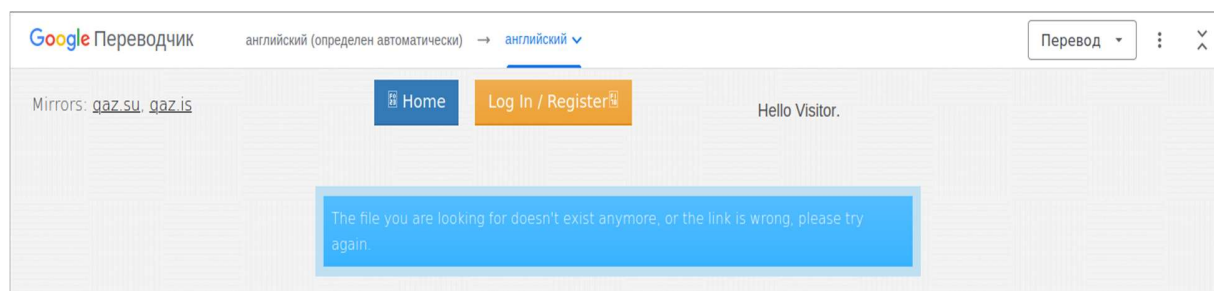 Google Переводчик
английский (определен автоматически) → английский
Перевод
Mirrors: qaz.su, qaz.is
Home
Log In / Register
Hello Visitor.
The file you are looking for doesn't exist anymore, or the link is wrong, please try
again.